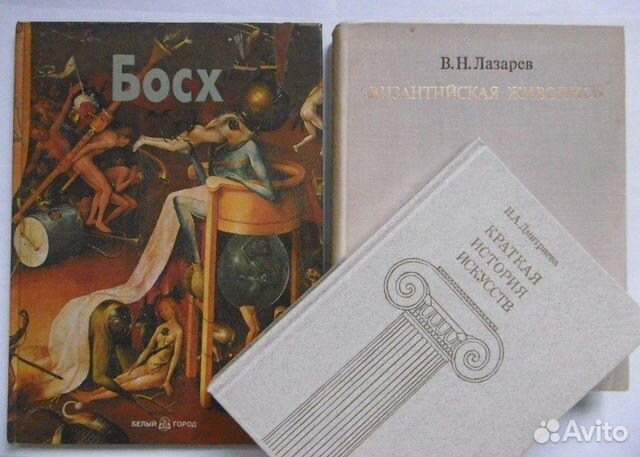 Босх
БЕЛЫЙ ГОРОД
В. Н. Лазарев
ВИЗАНТИЙСКАЯ ЖИВОПИСЬ
Н. А. Дмитриева
КРАТКАЯ
ИСТОРИЯ
ИСКУССТВ
Avito